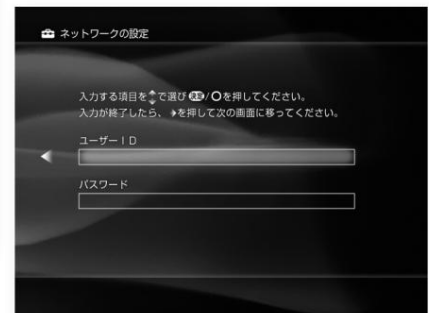 ネットワークの設定
入力する項目を で選び 決定/○を押してください。
入力が終了したら、 を押して次の画面に移ってください。
ユーザーID
パスワード